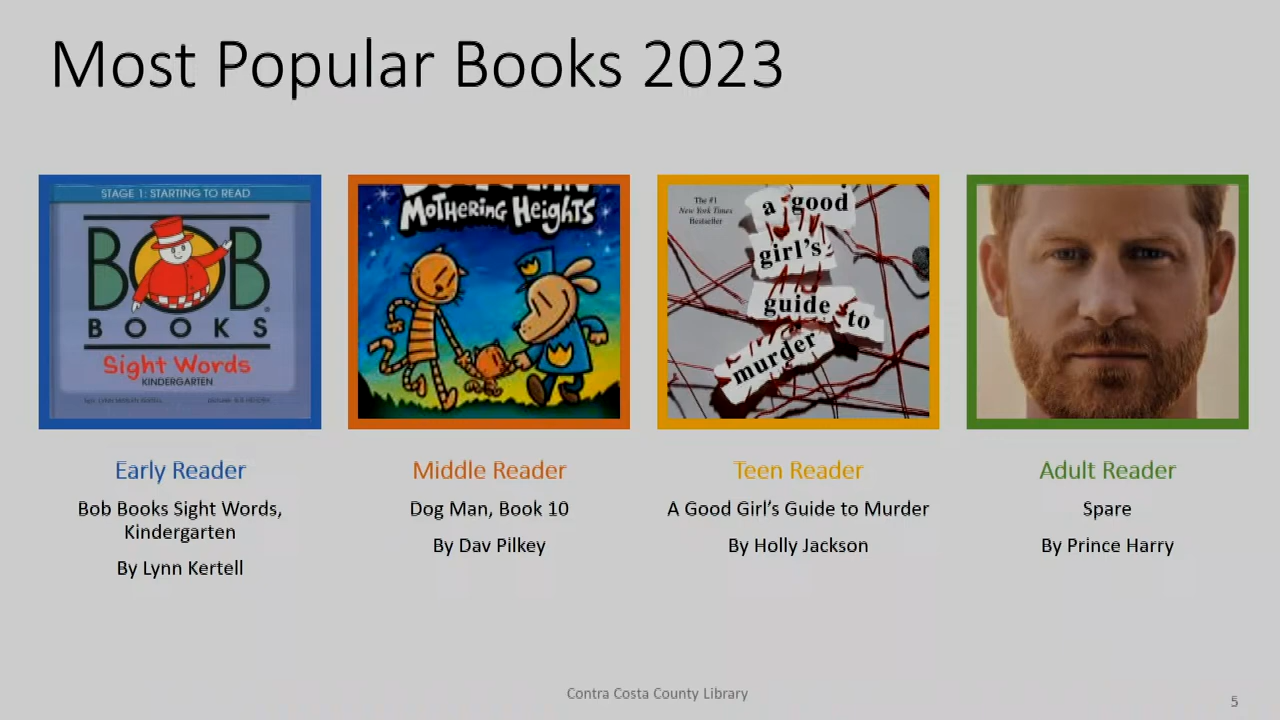 Most Popular Books 2023
STAGE 1: STARTING TO READ
BOB
BOOKS
Sight Words
KINDERGARTEN
MOTHERING HEIGHTS
The #1
New York Times
Bestseller
a good
girl's
guide to
murder
Early Reader
Bob Books Sight Words,
Kindergarten
By Lynn Kertell
Middle Reader
Dog Man, Book 10
By Dav Pilkey
Teen Reader
A Good Girl's Guide to Murder
By Holly Jackson
Adult Reader
Spare
By Prince Harry
Contra Costa County Library
5